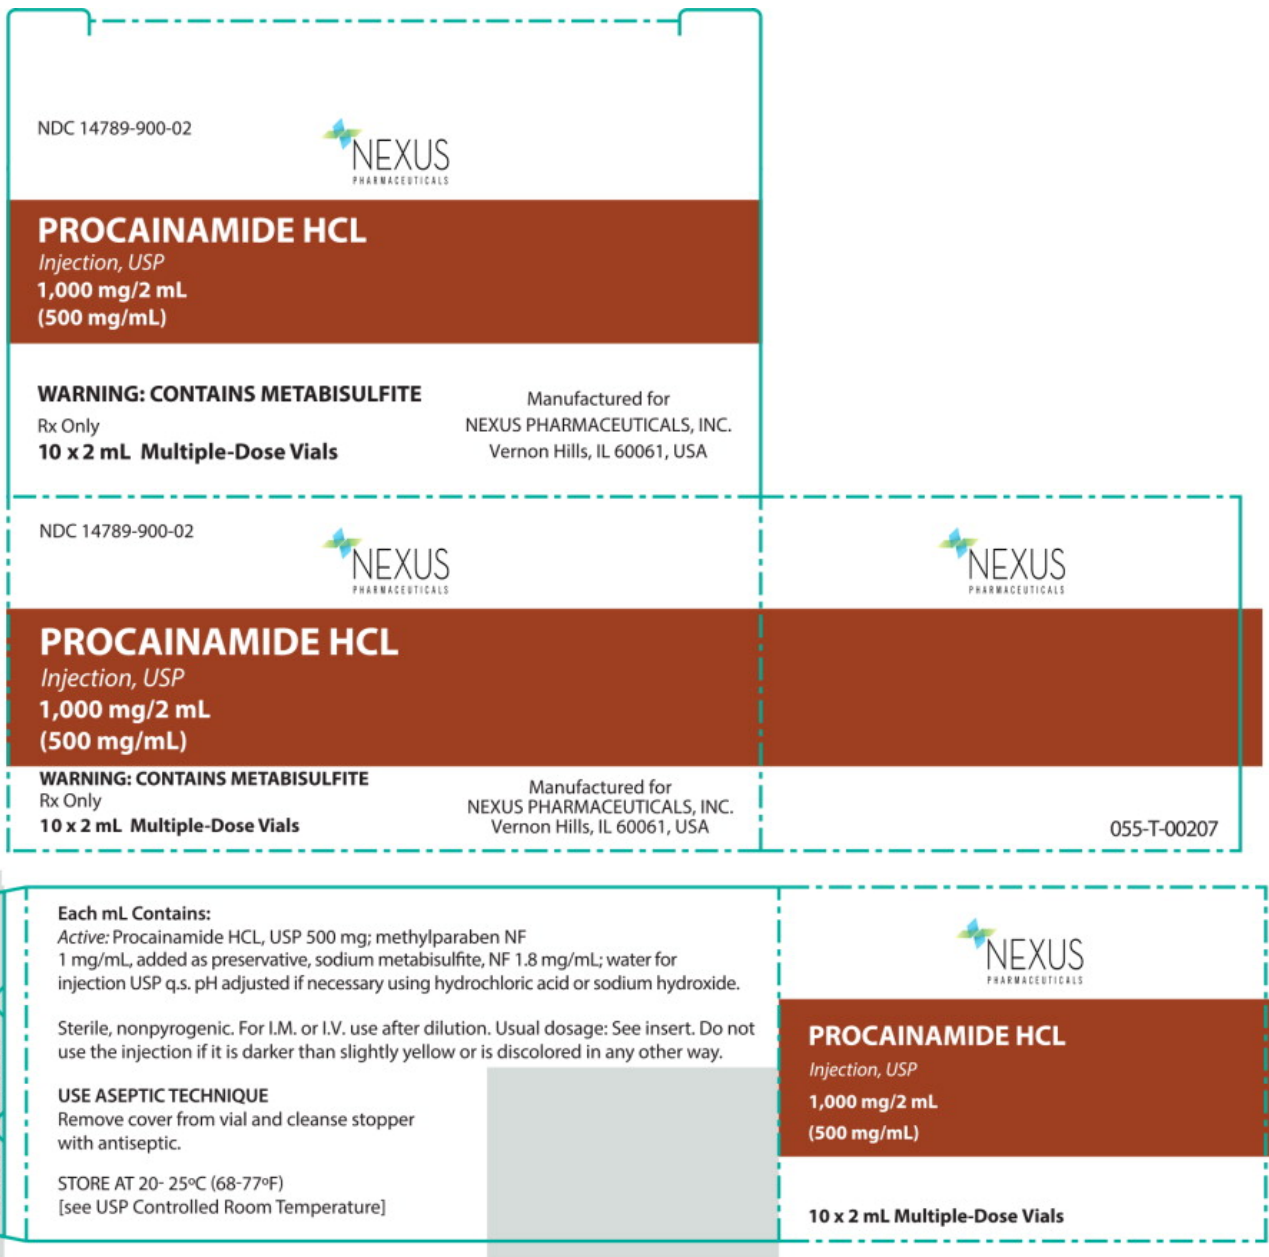 NDC 14789-900-02
NEXUS
PHARMACEUTICALS
PROCAINAMIDE HCL
Injection, USP
1,000 mg/2 mL
(500 mg/mL)
WARNING: CONTAINS METABISULFITE
Rx Only
10 x 2 mL Multiple-Dose Vials
Manufactured for
NEXUS PHARMACEUTICALS, INC.
Vernon Hills, IL 60061, USA
NDC 14789-900-02
NEXUS
PHARMACEUTICALS
PROCAINAMIDE HCL
Injection, USP
1,000 mg/2 mL
(500 mg/mL)
WARNING: CONTAINS METABISULFITE
Rx Only
10 x 2 mL Multiple-Dose Vials
Manufactured for
NEXUS PHARMACEUTICALS, INC.
Vernon Hills, IL 60061, USA
NEXUS
PHARMACEUTICALS
055-T-00207
Each mL Contains:
Active: Procainamide HCL, USP 500 mg; methylparaben NF
1 mg/mL, added as preservative, sodium metabisulfite, NF 1.8 mg/mL; water for
injection USP q.s. pH adjusted if necessary using hydrochloric acid or sodium hydroxide.
Sterile, nonpyrogenic. For I.M. or I.V. use after dilution. Usual dosage: See insert. Do not
use the injection if it is darker than slightly yellow or is discolored in any other way.
USE ASEPTIC TECHNIQUE
Remove cover from vial and cleanse stopper
with antiseptic.
STORE AT 20- 25ºC (68-77ºF)
[see USP Controlled Room Temperature]
NEXUS
PHARMACEUTICALS
PROCAINAMIDE HCL
Injection, USP
1,000 mg/2 mL
(500 mg/mL)
10 x 2 mL Multiple-Dose Vials